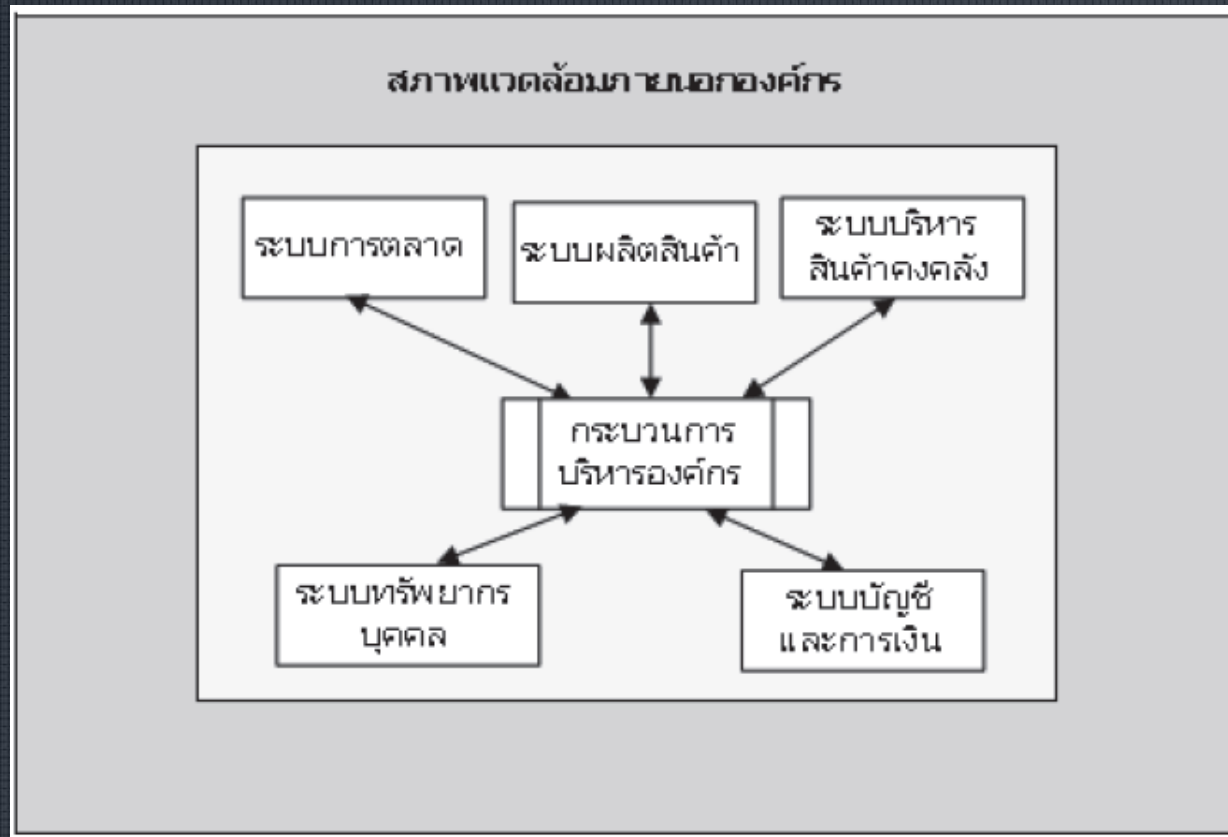 สภาพแวดล้อมภายนอกองค์กร
ระบบการตลาด
ระบบผลิตสินค้า
ระบบบริหาร
สินค้าคงคลัง
กระบวนการ
บริหารองค์กร
ระบบทรัพยากร
บุคคล
ระบบบัญชี
และการเงิน